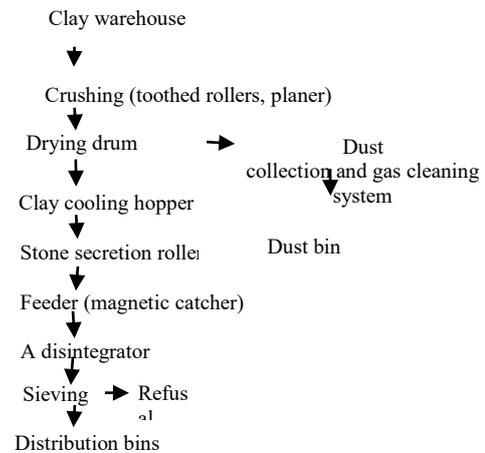 Clay warehouse
Crushing (toothed rollers, planer)
Drying drum
Dust
collection and gas cleaning
system
Clay cooling hopper
Stone secretion roller
Dust bin
Feeder (magnetic catcher)
A disintegrator
Sieving
Refus
al
Distribution bins